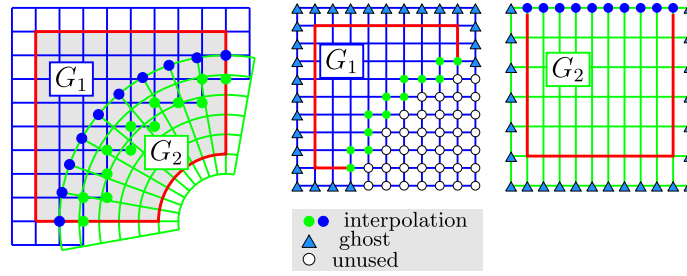 G₁
G₂
G₁
G₂
interpolation
ghost
unused